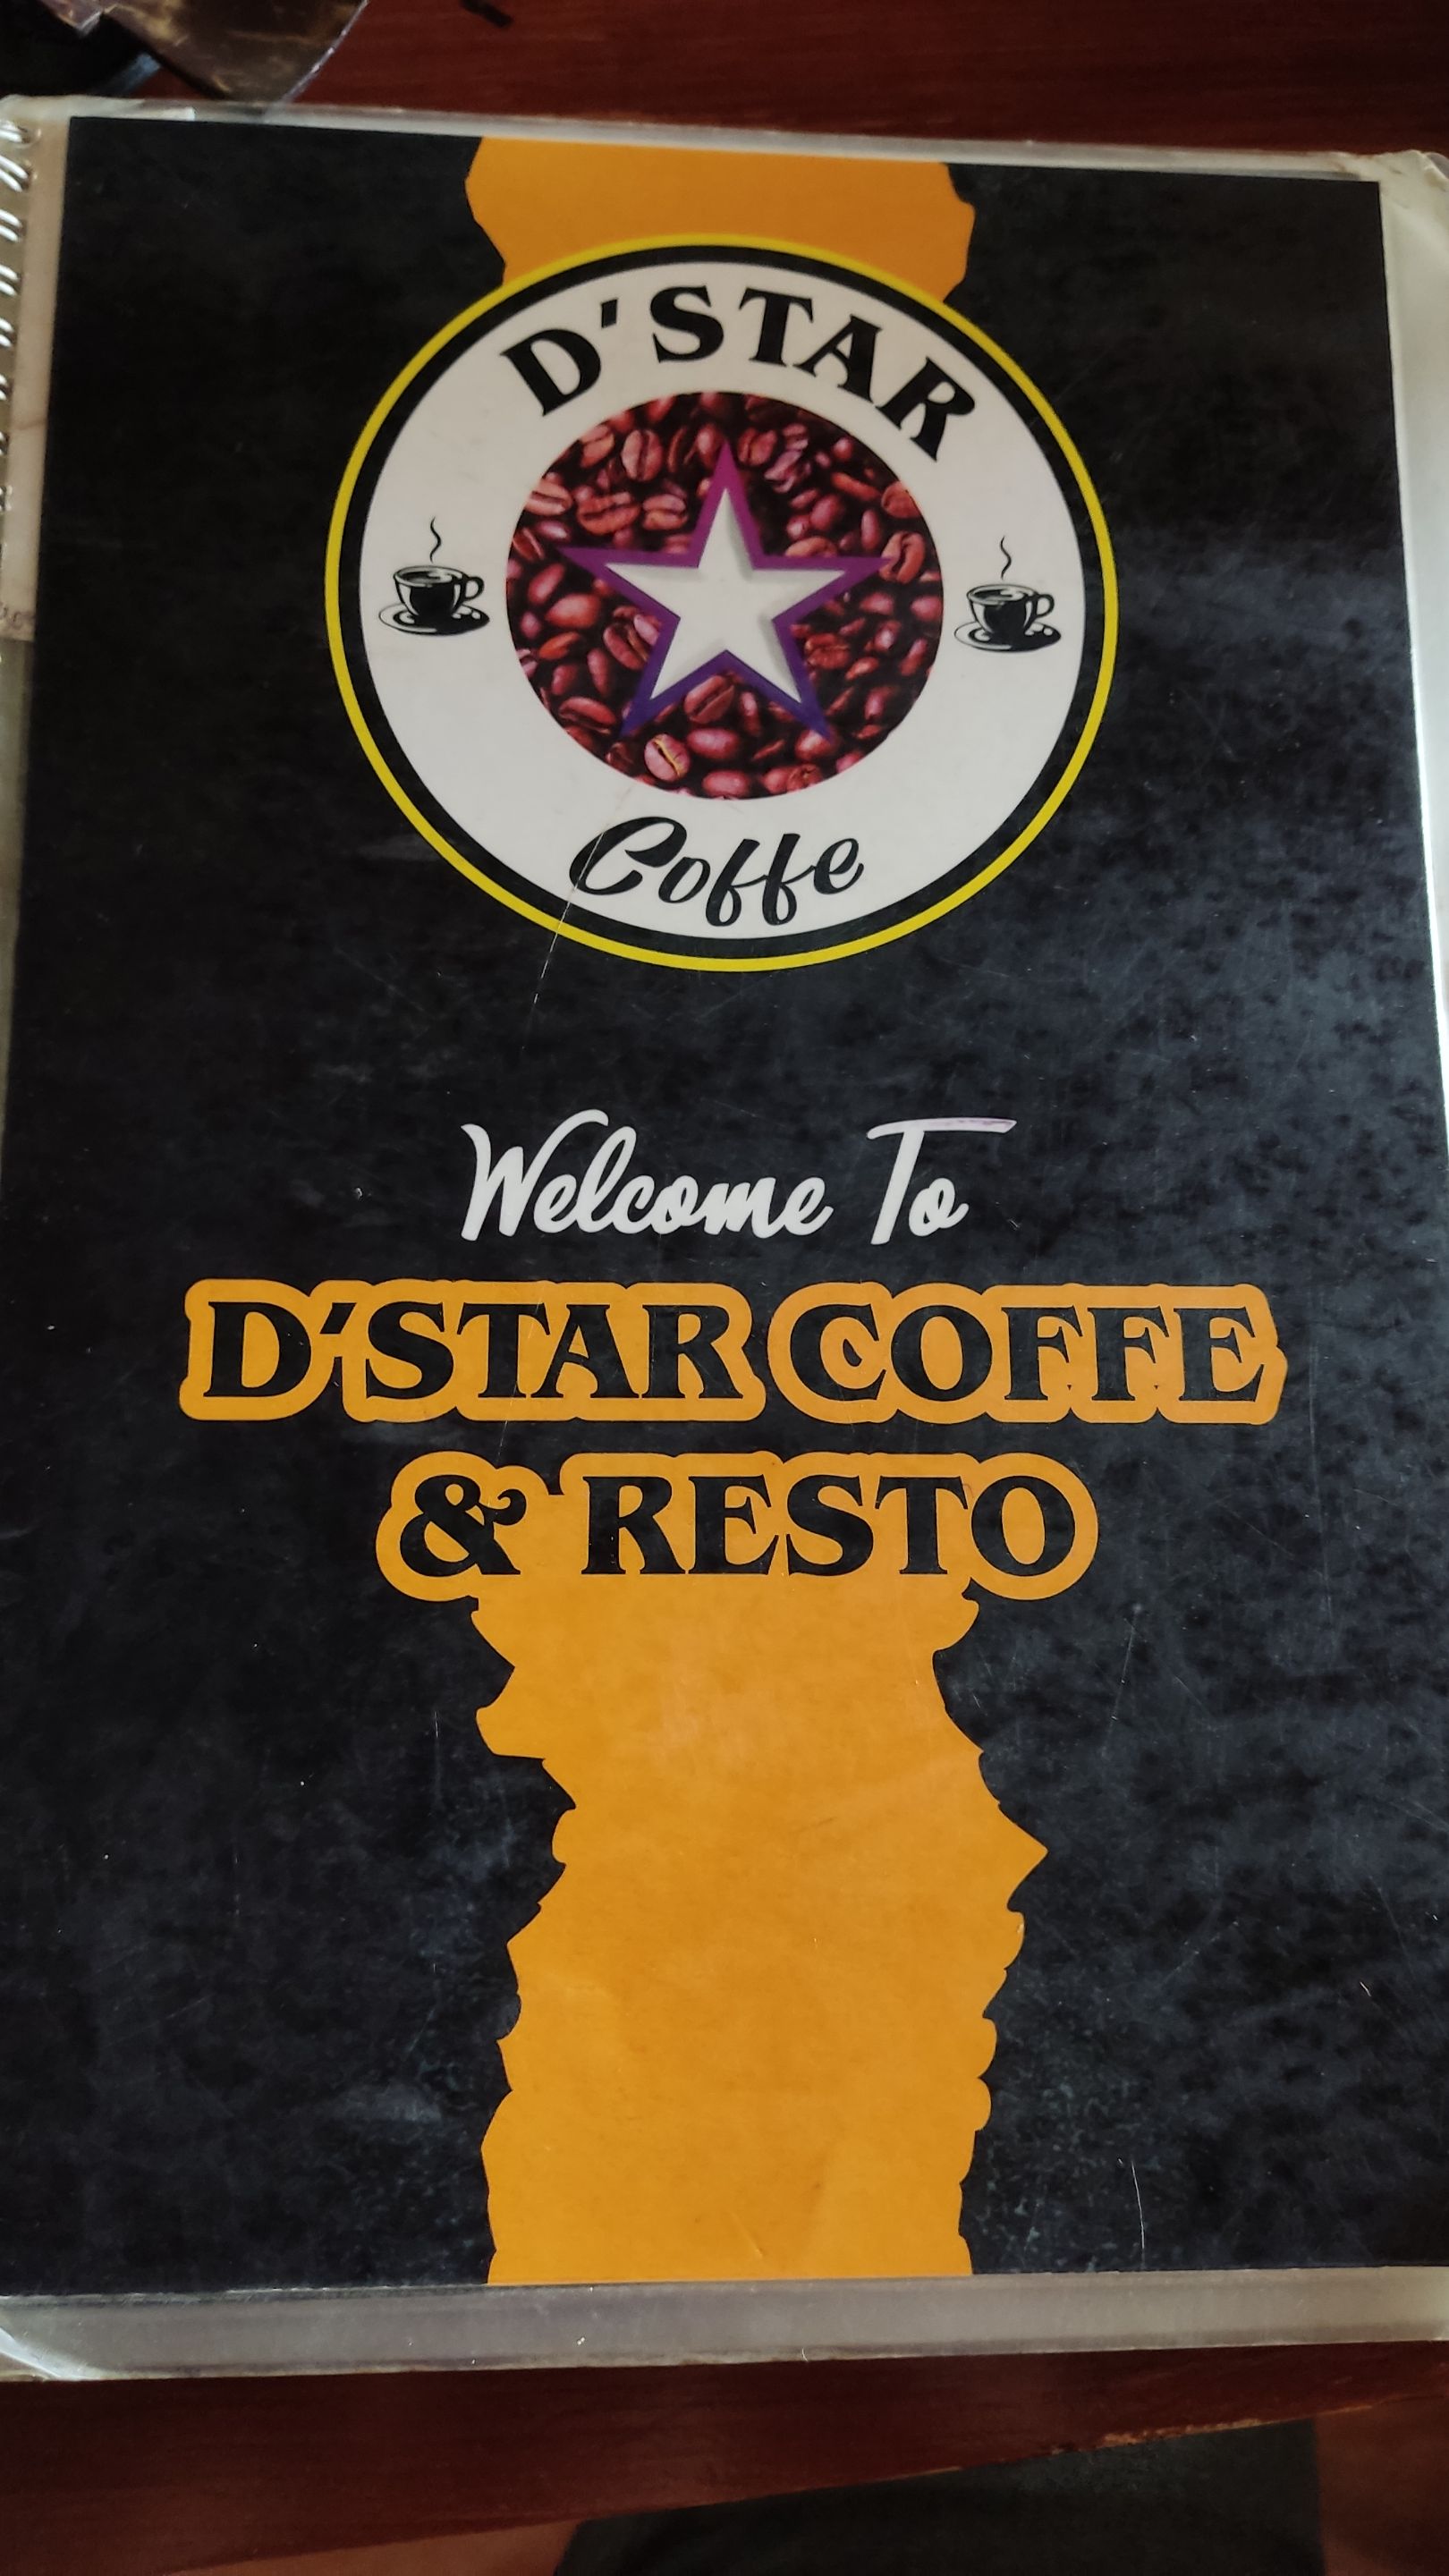 D'STAR
Coffe
Welcome To
D'STAR COFFE
& RESTO